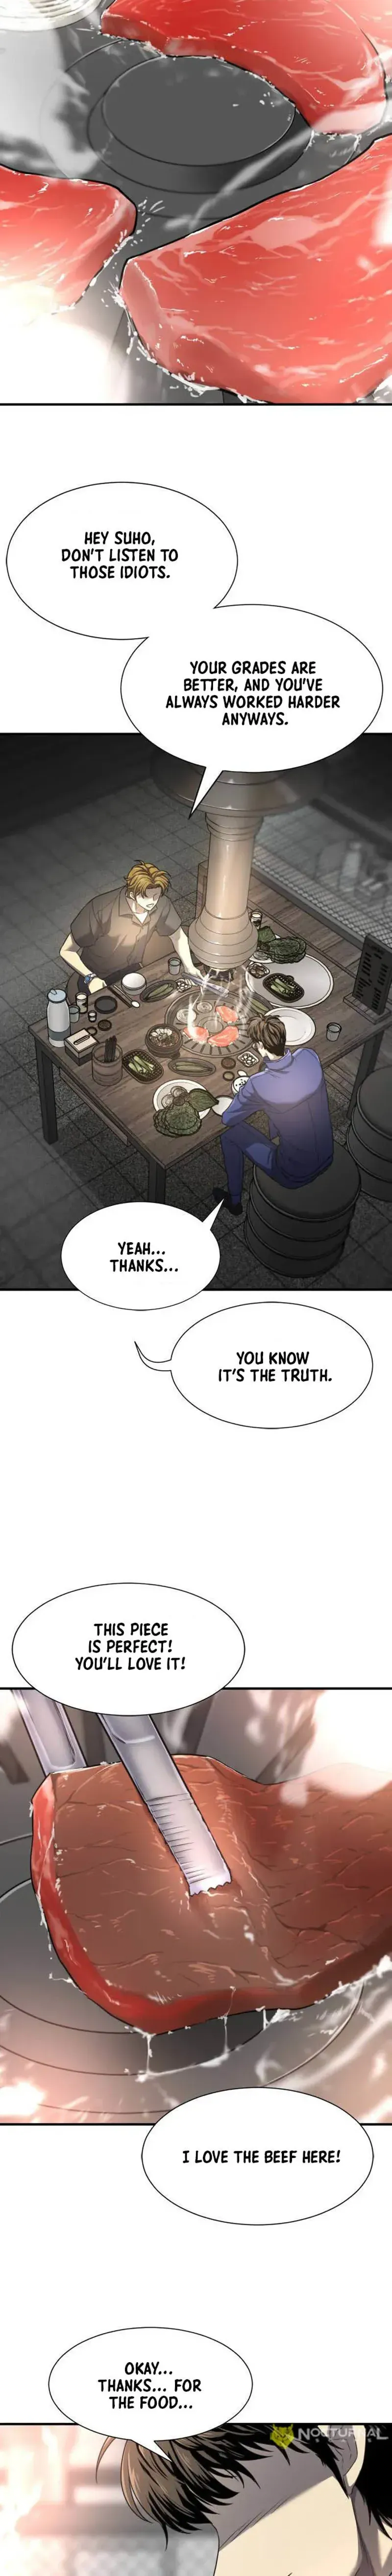 HEY SUHO,
DON'T LISTEN TO
THOSE IDIOTS.
YOUR GRADES ARE
BETTER, AND YOU'VE
ALWAYS WORKED HARDER
ANYWAYS.
YEAH...
THANKS...
YOU KNOW
IT'S THE TRUTH.
THIS PIECE
IS PERFECT!
YOU'LL LOVE IT!
I LOVE THE BEEF HERE!
OKAY...
THANKS... FOR
THE FOOD...
NOCTURNAL